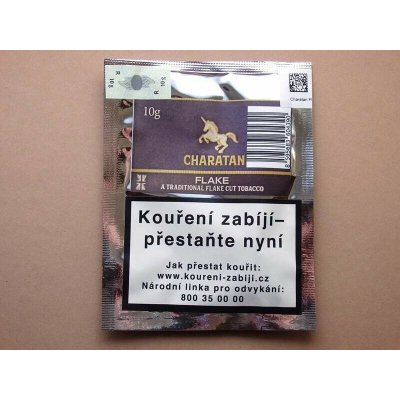 10g
CHARATAN
FLAKE
A TRADITIONAL FLAKE CUT TOBACCO
Kouření zabíjí–
přestaňte nyní
Jak přestat kouřit:
www.koureni-zabiji.cz
Národní linka pro odvykání:
800 35 00 00